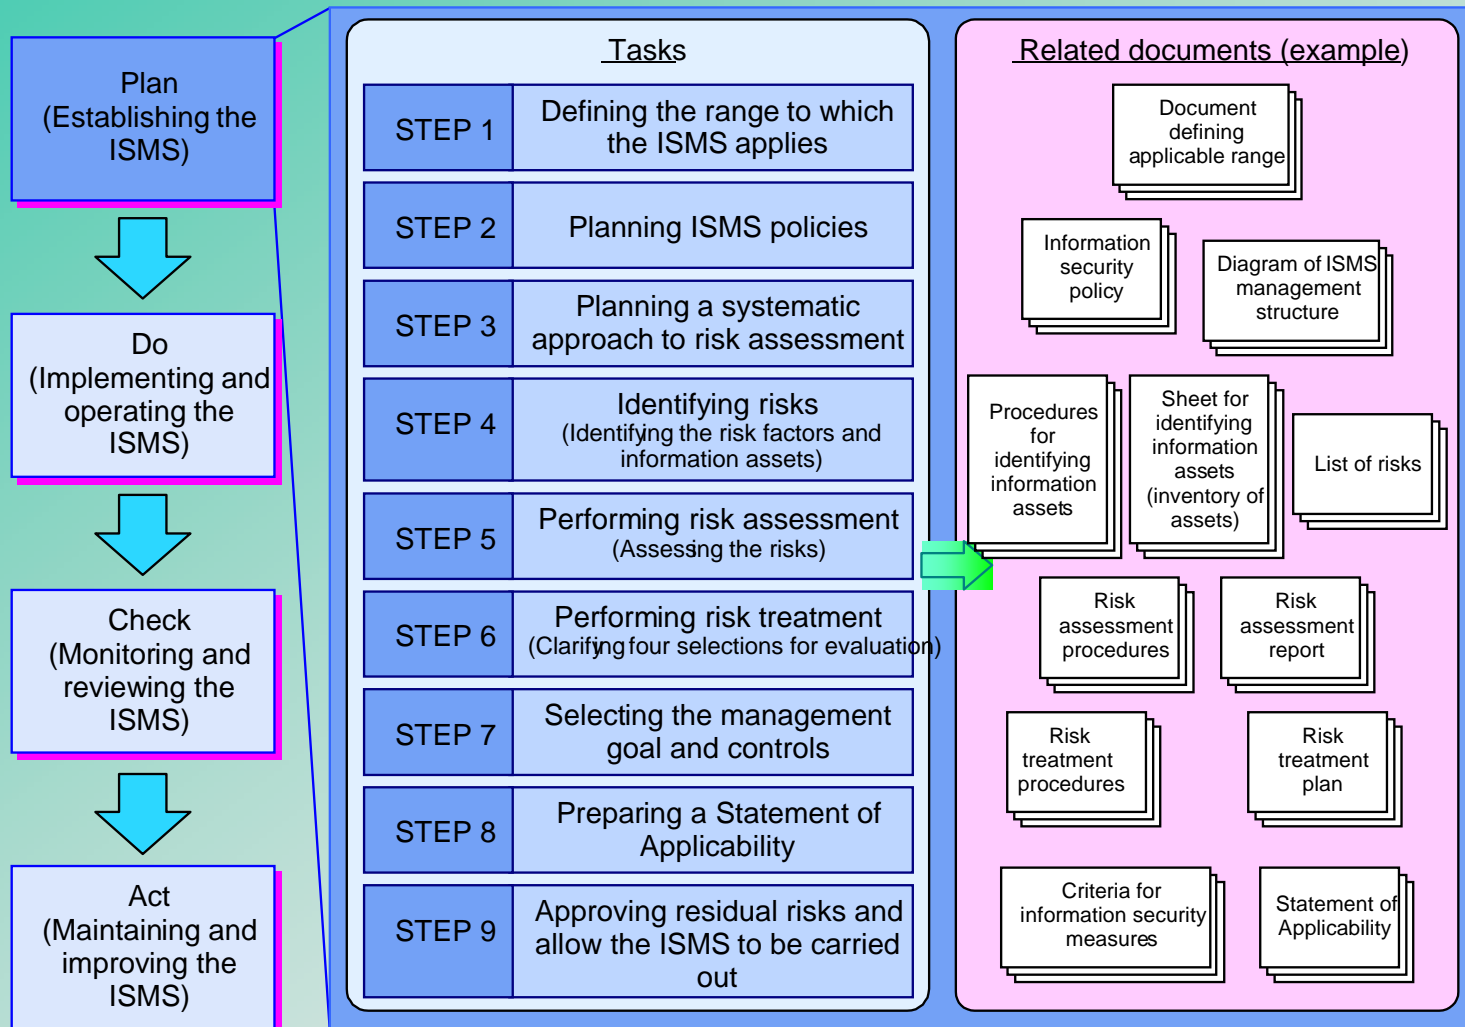 Plan
(Establishing the
ISMS)
Do
(Implementing and
operating the
ISMS)
Check
(Monitoring and
reviewing the
ISMS)
Act
(Maintaining and
improving the
ISMS)
Tasks
STEP 1
Defining the range to which
the ISMS applies
STEP 2
Planning ISMS policies
STEP 3
Planning a systematic
approach to risk assessment
STEP 4
Identifying risks
(Identifying the risk factors and
information assets)
STEP 5
Performing risk assessment
(Assessing the risks)
STEP 6
Performing risk treatment
(Clarifying four selections for evaluation)
STEP 7
Selecting the management
goal and controls
STEP 8
Preparing a Statement of
Applicability
STEP 9
Approving residual risks and
allow the ISMS to be carried
out
Related documents (example)
Document
defining
applicable range
Information
security
policy
Diagram of ISMS
management
structure
Procedures
for
identifying
information
assets
Sheet for
identifying
information
assets
(inventory of
assets)
List of risks
Risk
assessment
procedures
Risk
assessment
report
Risk
treatment
procedures
Risk
treatment
plan
Criteria for
information security
measures
Statement of
Applicability